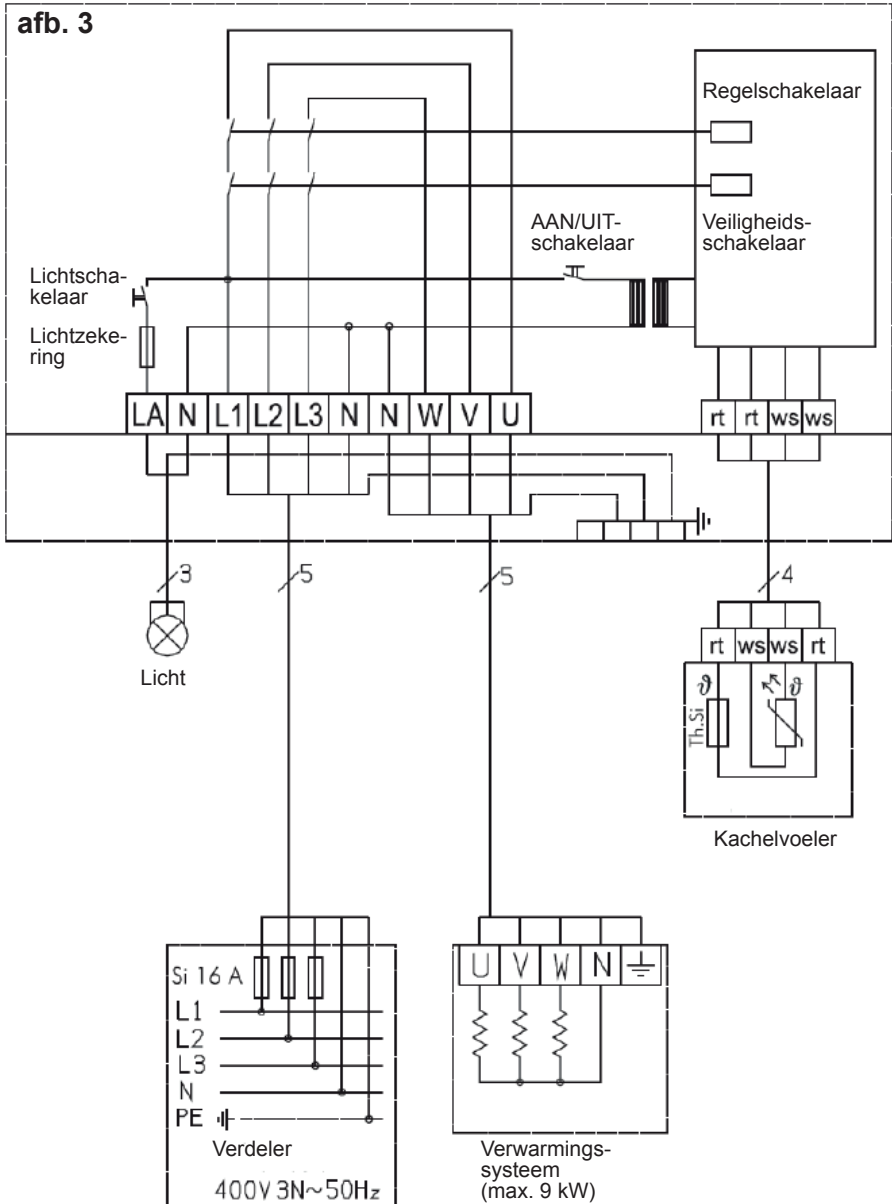 afb. 3
Regelschakelaar
AAN/UIT-
schakelaar
Veiligheids-
schakelaar
Lichtscha-
kelaar
Lichtzeke-
ring
LA N L1 L2 L3 N N W V U
rt rt ws ws
3 5 5 4
Licht
rt ws ws rt
ϑ ϑ
Th.Si
Kachelvoeler
Si 16 A
U V W N
L1
L2
L3
N
PE
Verdeler
400V 3N~50Hz
Verwarmings-
systeem
(max. 9 kW)